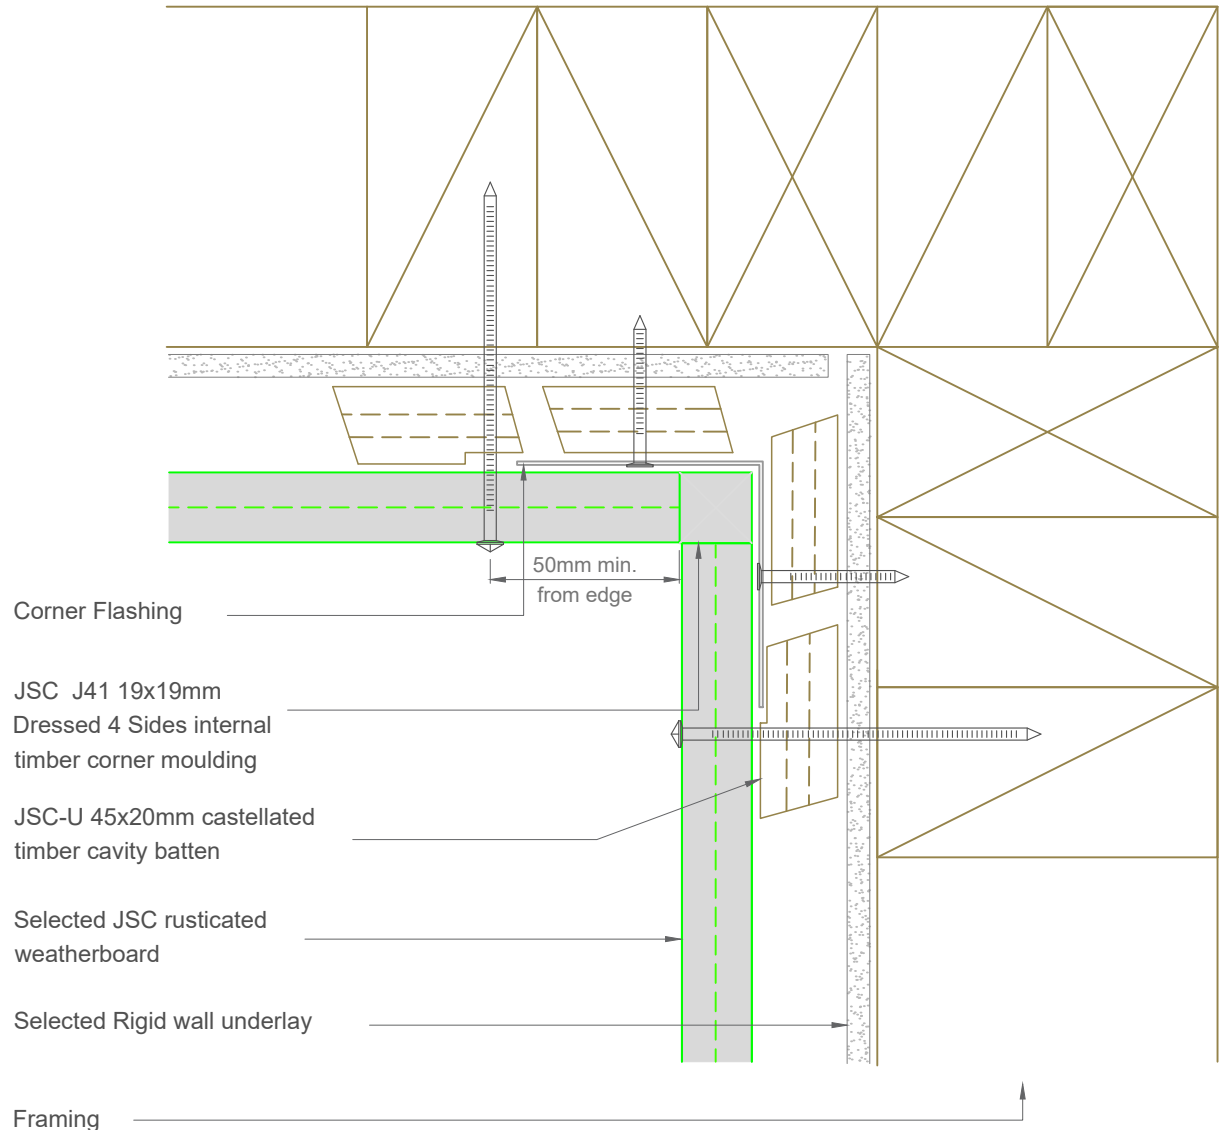 50mm min.
from edge
Corner Flashing
JSC J41 19x19mm
Dressed 4 Sides internal
timber corner moulding
JSC-U 45x20mm castellated
timber cavity batten
Selected JSC rusticated
weatherboard
Selected Rigid wall underlay
Framing